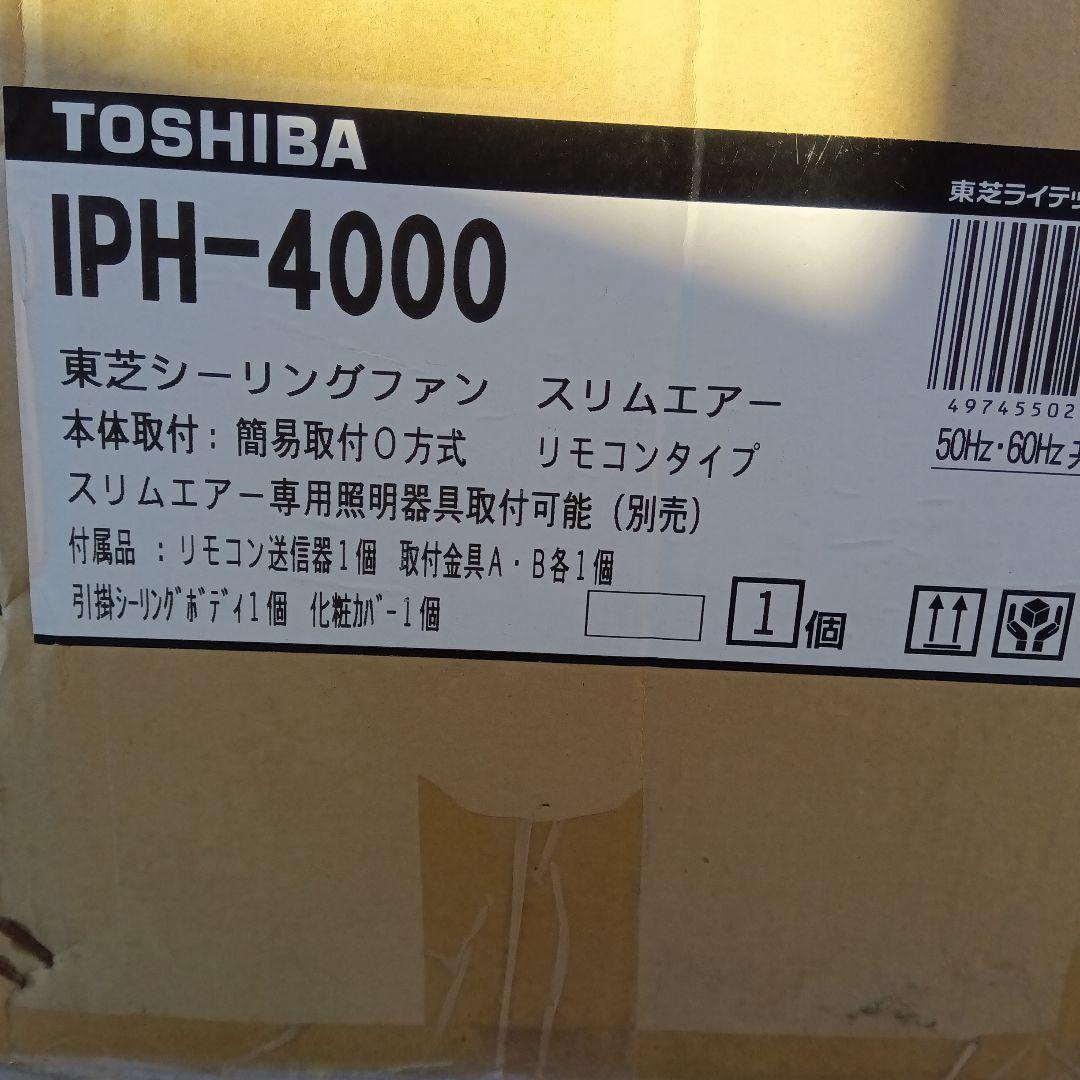 TOSHIBA
東芝ライテッ
IPH-4000
49745502
東芝シーリングファン スリムエアー
50Hz・60Hz
本体取付：簡易取付O方式 リモコンタイプ
スリムエアー専用照明器具取付可能（別売）
付属品：リモコン送信器1個 取付金具A・B各1個
引掛シーリングボディ1個 化粧カバー1個
1個